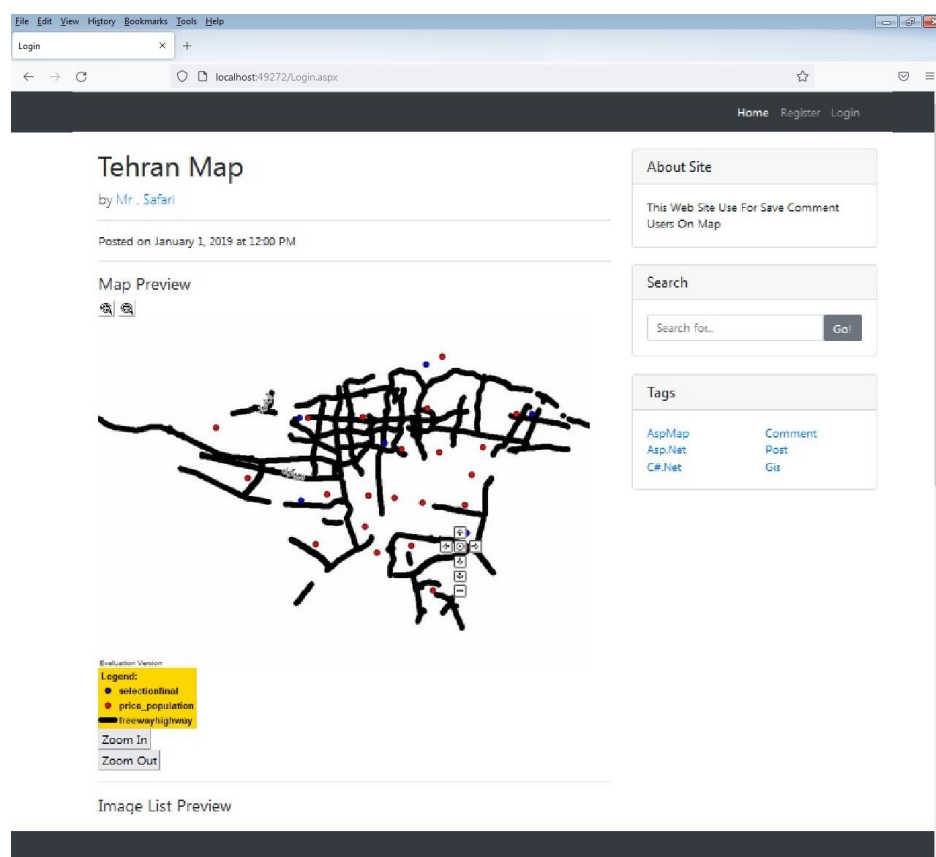 File Edit View History Bookmarks Tools Help
Login × +
localhost:49272/Login.aspx
Home Register Login
Tehran Map
by Mr . Safari
Posted on January 1, 2019 at 12:00 PM
Map Preview
Evaluation Version
Legend:
selectionfinal
price_population
freewayhighway
Zoom In
Zoom Out
Image List Preview
About Site
This Web Site Use For Save Comment
Users On Map
Search
Search for...
Go!
Tags
AspMap Comment
Asp.Net Post
C#.Net Gis